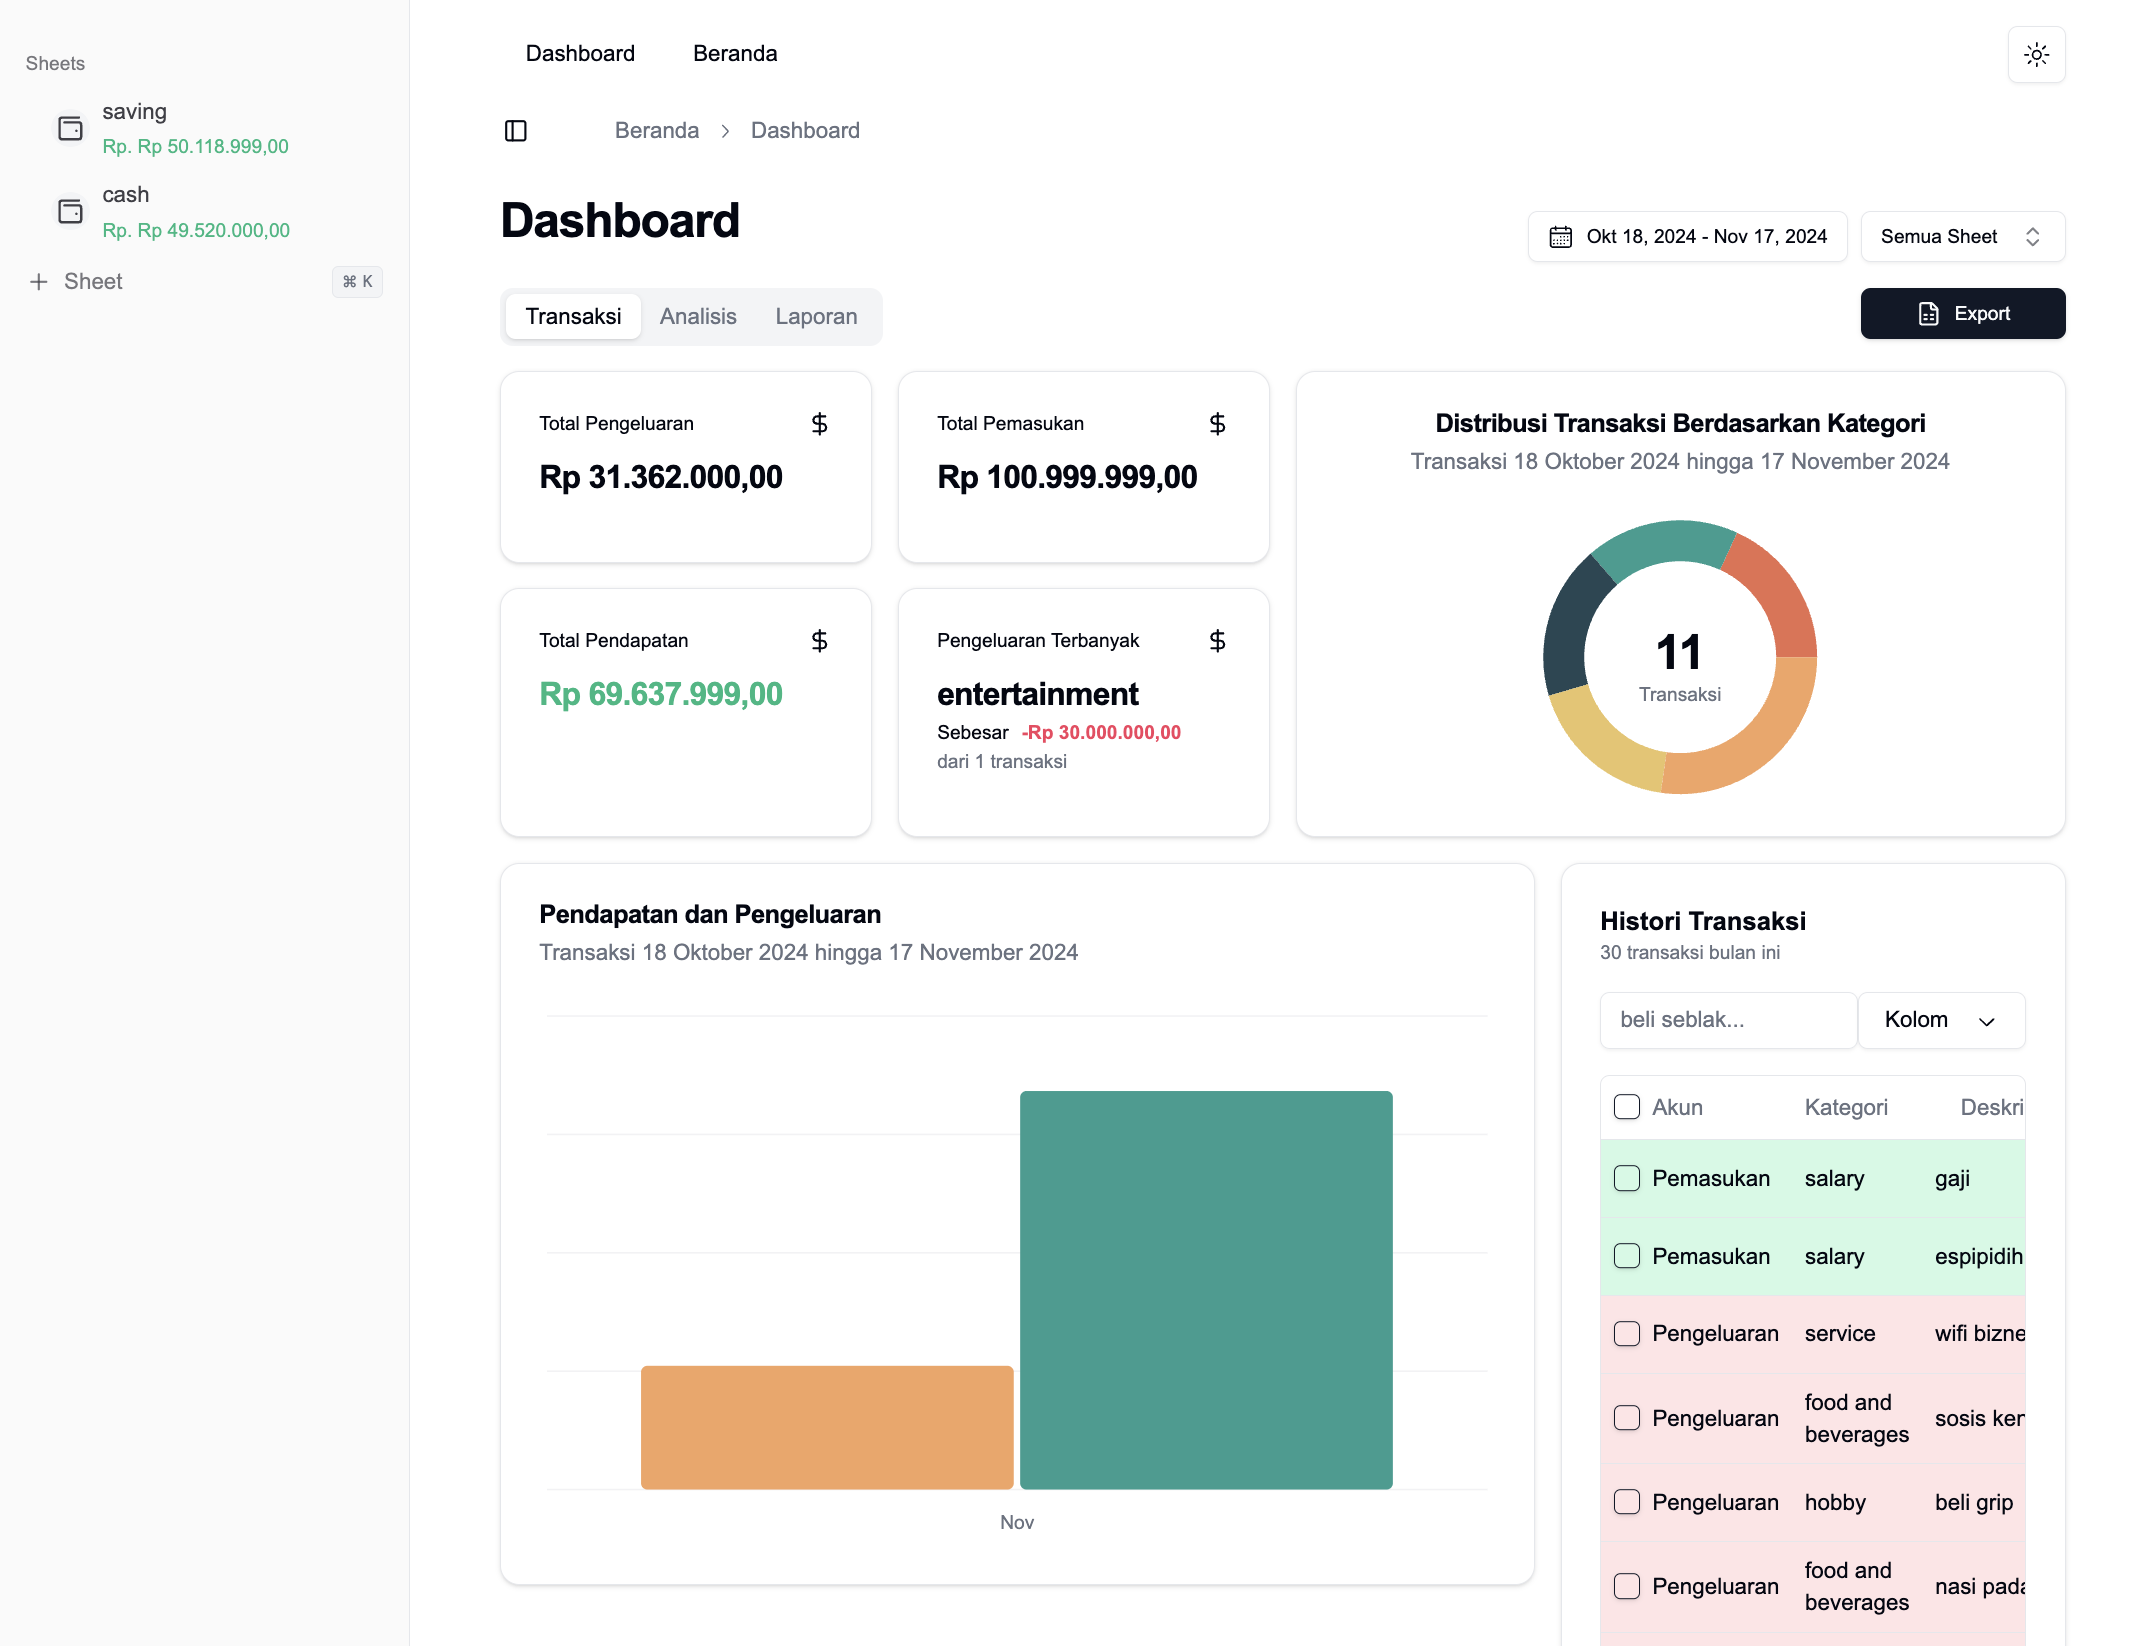 Sheets
saving
Rp. Rp 50.118.999,00
cash
Rp. Rp 49.520.000,00
Sheet
⌘ K
Dashboard
Beranda
Beranda
Dashboard
Dashboard
Okt 18, 2024 - Nov 17, 2024
Semua Sheet
Transaksi
Analisis
Laporan
Export
Total Pengeluaran
$
Rp 31.362.000,00
Total Pemasukan
$
Rp 100.999.999,00
Total Pendapatan
$
Rp 69.637.999,00
Pengeluaran Terbanyak
$
entertainment
Sebesar -Rp 30.000.000,00
dari 1 transaksi
Distribusi Transaksi Berdasarkan Kategori
Transaksi 18 Oktober 2024 hingga 17 November 2024
11
Transaksi
Pendapatan dan Pengeluaran
Transaksi 18 Oktober 2024 hingga 17 November 2024
Nov
Histori Transaksi
30 transaksi bulan ini
beli seblak...
Kolom
Akun Kategori Deskri
Pemasukan salary gaji
Pemasukan salary espipidih
Pengeluaran service wifi bizne
Pengeluaran food and beverages sosis ken
Pengeluaran hobby beli grip
Pengeluaran food and beverages nasi pada